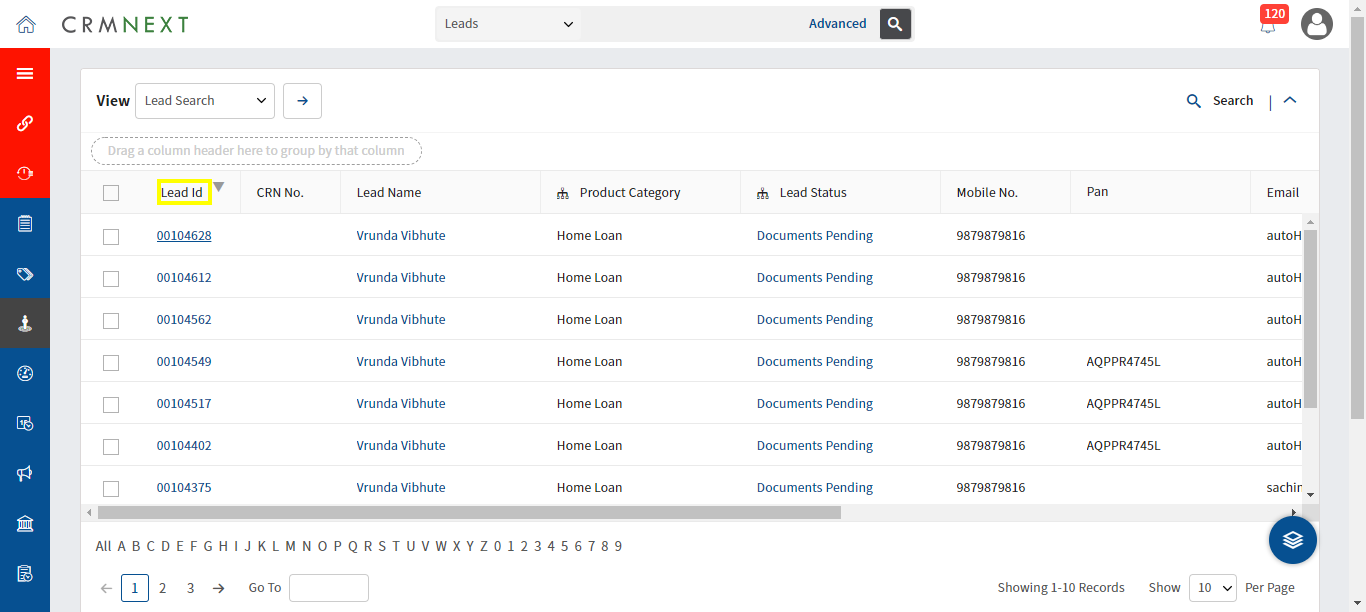 CRMNEXT Leads Advanced 120
View Lead Search Search
Drag a column header here to group by that column
Lead Id CRN No. Lead Name Product Category Lead Status Mobile No. Pan Email
00104628 Vrunda Vibhute Home Loan Documents Pending 9879879816 autoH
00104612 Vrunda Vibhute Home Loan Documents Pending 9879879816 autoH
00104562 Vrunda Vibhute Home Loan Documents Pending 9879879816 autoH
00104549 Vrunda Vibhute Home Loan Documents Pending 9879879816 AQPPR4745L autoH
00104517 Vrunda Vibhute Home Loan Documents Pending 9879879816 AQPPR4745L autoH
00104402 Vrunda Vibhute Home Loan Documents Pending 9879879816 AQPPR4745L autoH
00104375 Vrunda Vibhute Home Loan Documents Pending 9879879816 sachin
All A B C D E F G H I J K L M N O P Q R S T U V W X Y Z 0 1 2 3 4 5 6 7 8 9
1 2 3 Go To Showing 1-10 Records Show 10 Per Page